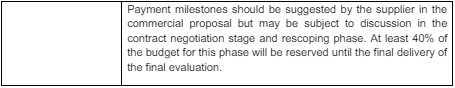 Payment milestones should be suggested by the supplier in the
commercial proposal but may be subject to discussion in the
contract negotiation stage and rescoping phase. At least 40% of
the budget for this phase will be reserved until the final delivery of
the final evaluation.